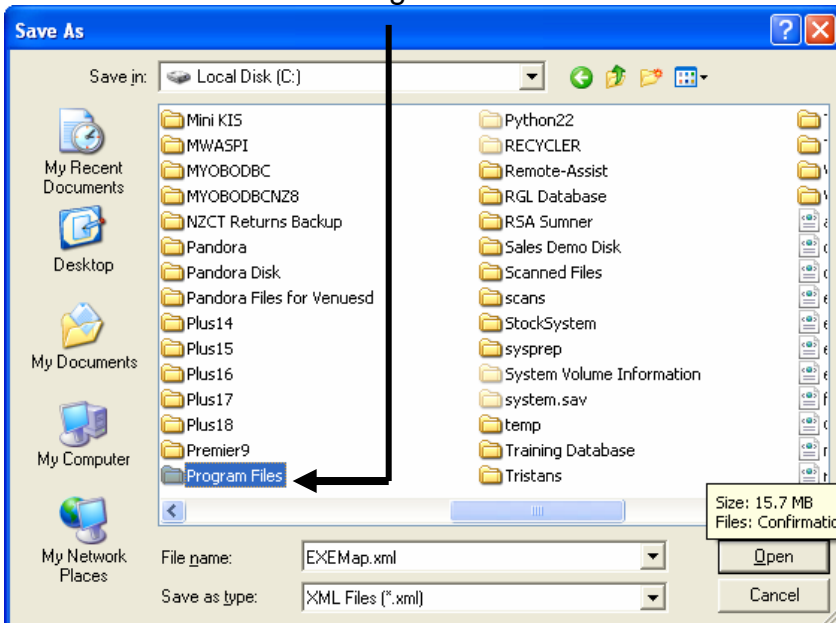 Save As
Save in:
Local Disk (C:)
My Recent
Documents
Desktop
My Documents
My Computer
My Network
Places
Mini KIS
MWASPI
MYOBODBC
MYOBODBCNZ8
NZCT Returns Backup
Pandora
Pandora Disk
Pandora Files for Venuesd
Plus14
Plus15
Plus16
Plus17
Plus18
Premier9
Program Files
Python22
RECYCLER
Remote-Assist
RGL Database
RSA Sumner
Sales Demo Disk
Scanned Files
scans
StockSystem
sysprep
System Volume Information
system.sav
temp
Training Database
Tristans
Size: 15.7 MB
Files: Confirmatio
File name:
EXEMap.xml
Open
Save as type:
XML Files (*.xml)
Cancel